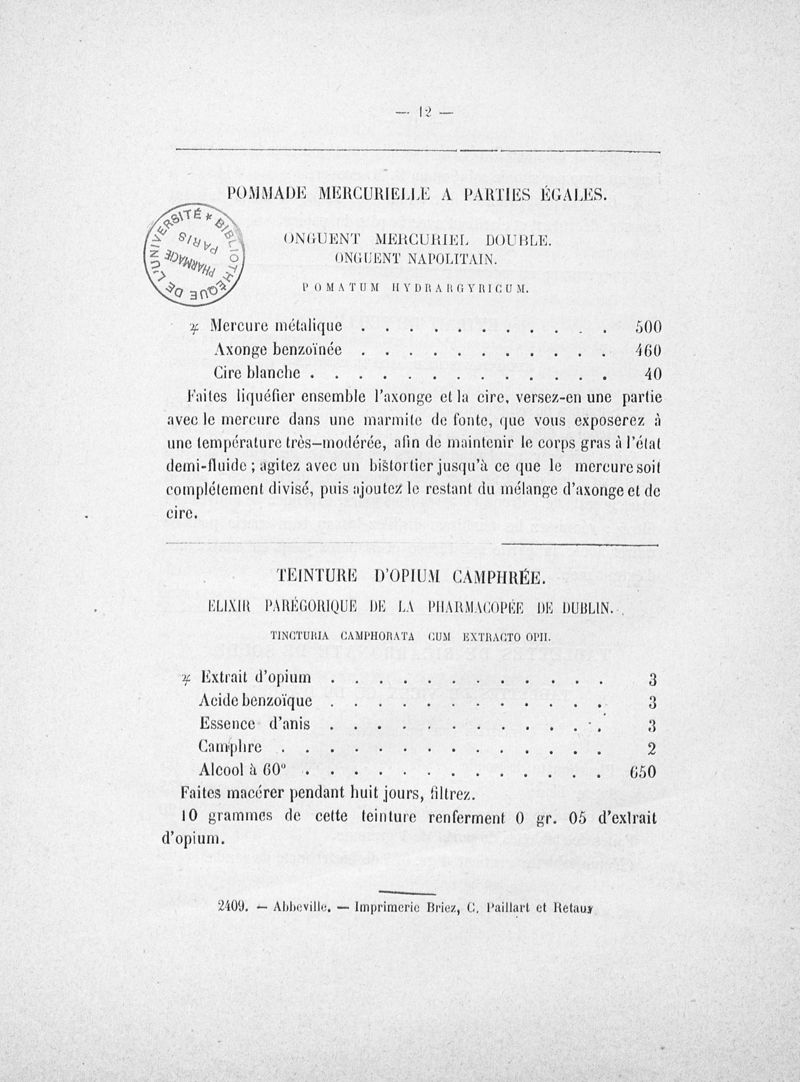 — 12 —
POMMADE MERCURIELLE A PARTIES ÉGALES.
BIBLIOTHÈQUE DE L'UNIVERSITÉ
PHARMACIE
PARIS
ONGUENT MERCURIEL DOUBLE.
ONGUENT NAPOLITAIN.
POMATUM HYDRARGYRICUM.
Mercure métalique . . . . . . . . . . . 500
Axonge benzoïnée . . . . . . . . . . . 460
Cire blanche . . . . . . . . . . . . . 40
Faites liquéfier ensemble l'axonge et la cire, versez-en une partie
avec le mercure dans une marmite de fonte, que vous exposerez à
une température très-modérée, afin de maintenir le corps gras à l'état
demi-fluide ; agitez avec un bistortier jusqu'à ce que le mercure soit
complétement divisé, puis ajoutez le restant du mélange d'axonge et de
cire.
TEINTURE D'OPIUM CAMPHRÉE.
ELIXIR PARÉGORIQUE DE LA PHARMACOPÉE DE DUBLIN.
TINCTURIA CAMPHORATA CUM EXTRACTO OPII.
Extrait d'opium . . . . . . . . . . . . 3
Acide benzoïque . . . . . . . . . . . . 3
Essence d'anis . . . . . . . . . . . . 3
Camphre . . . . . . . . . . . . . . 2
Alcool à 60° . . . . . . . . . . . . . 650
Faites macérer pendant huit jours, filtrez.
10 grammes de cette teinture renferment 0 gr. 05 d'extrait
d'opium.
2409. — Abbeville. — Imprimerie Briez, C. Paillart et Retaux